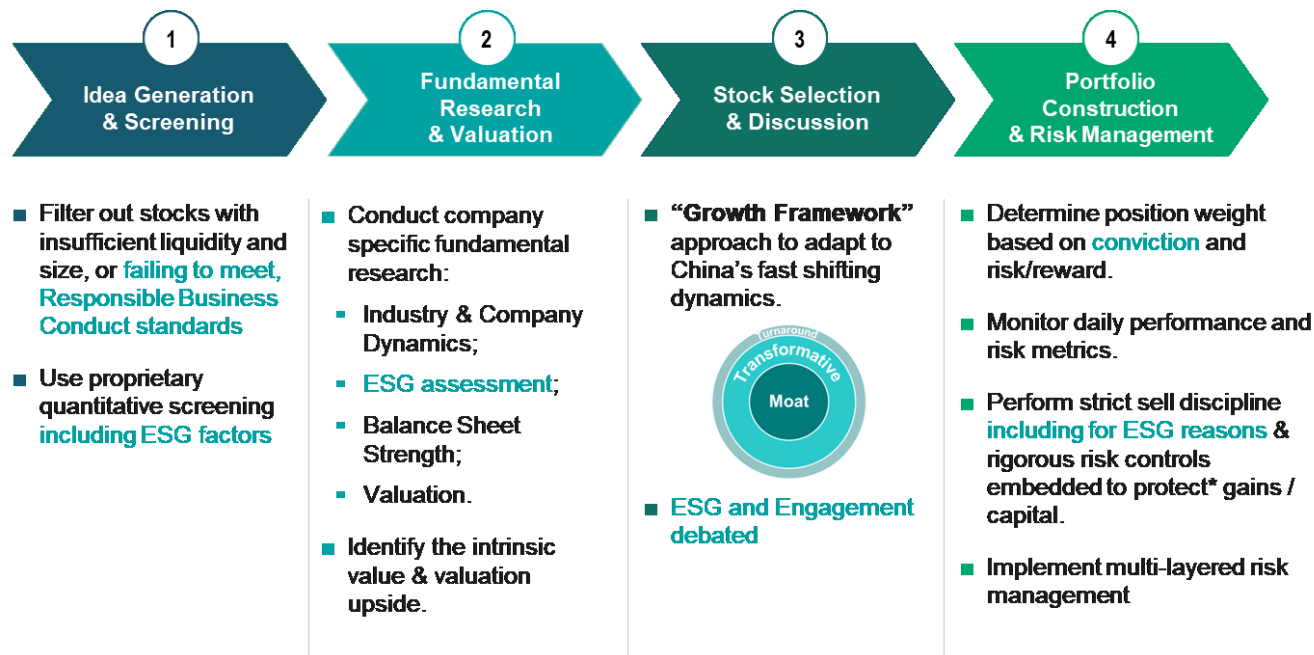 1
Idea Generation
& Screening
2
Fundamental
Research
& Valuation
3
Stock Selection
& Discussion
4
Portfolio
Construction
& Risk Management
Filter out stocks with
insufficient liquidity and
size, or failing to meet,
Responsible Business
Conduct standards
Use proprietary
quantitative screening
including ESG factors
Conduct company
specific fundamental
research:
Industry & Company
Dynamics;
ESG assessment;
Balance Sheet
Strength;
Valuation.
Identify the intrinsic
value & valuation
upside.
“Growth Framework”
approach to adapt to
China’s fast shifting
dynamics.
Turnaround
Transformative
Moat
ESG and Engagement
debated
Determine position weight
based on conviction and
risk/reward.
Monitor daily performance and
risk metrics.
Perform strict sell discipline
including for ESG reasons &
rigorous risk controls
embedded to protect* gains /
capital.
Implement multi-layered risk
management